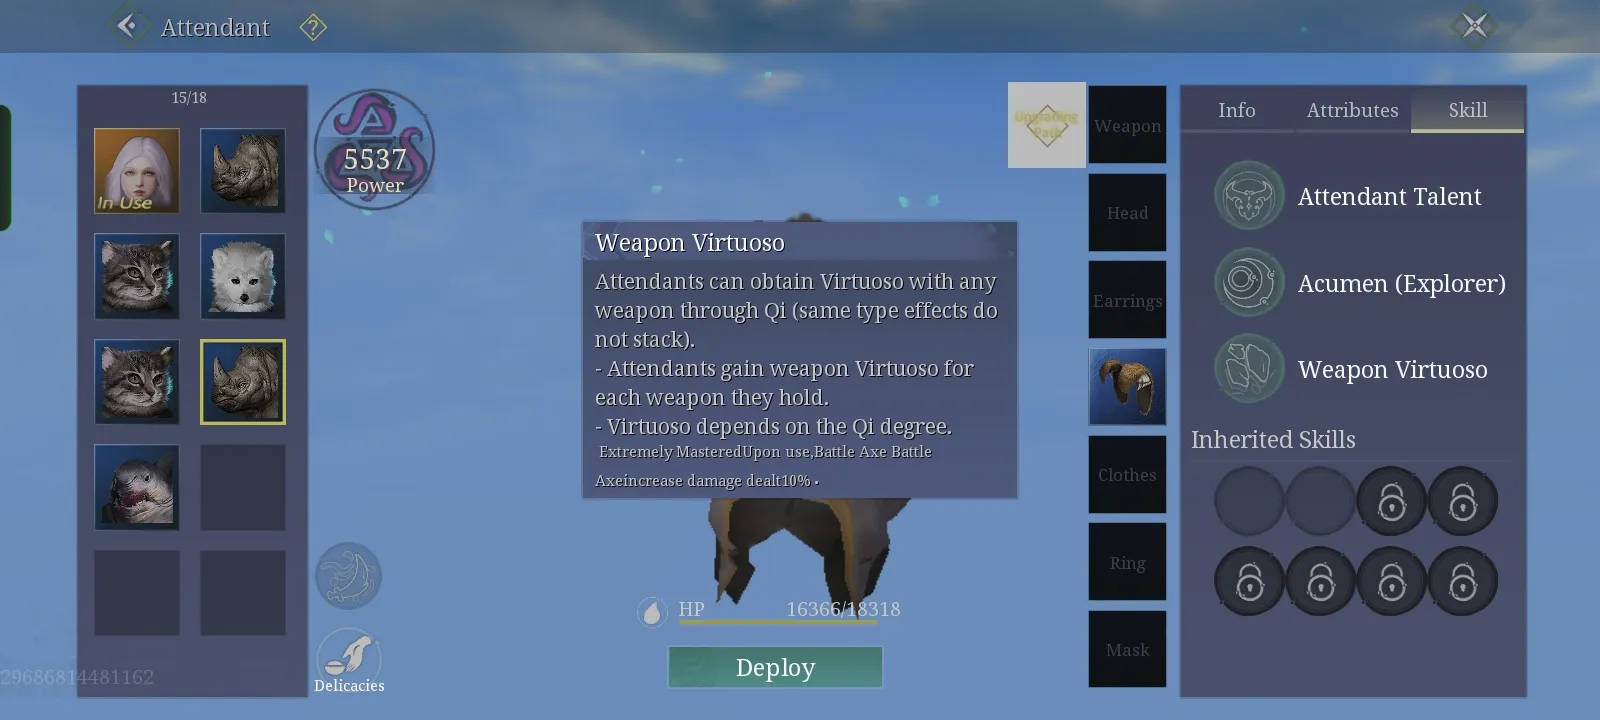 Attendant
?
15/18
In Use
5537
Power
Upgrading
Path
Weapon
Head
Earrings
Clothes
Ring
Mask
Info
Attributes
Skill
Attendant Talent
Acumen (Explorer)
Weapon Virtuoso
Inherited Skills
Weapon Virtuoso
Attendants can obtain Virtuoso with any
weapon through Qi (same type effects do
not stack).
- Attendants gain weapon Virtuoso for
each weapon they hold.
- Virtuoso depends on the Qi degree.
Extremely MasteredUpon use,Battle Axe Battle
Axeincrease damage dealt10% •
HP 16366/18318
Deploy
Delicacies
29686814481162